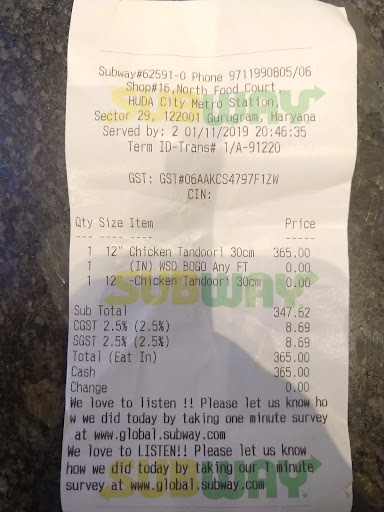 Subway#62591-0 Phone 9711990805/06
Shop#16,North Food Court
HUDA City Metro Station,
Sector 29, 122001 Gurugram, Haryana
Served by: 2 01/11/2019 20:46:35
Term ID-Trans# 1/A-91220
GST: GST#06AAKCS4797F1ZW
CIN:
Qty Size Item Price
--- ---- ---- -----
1 12" Chicken Tandoori 30cm 365.00
1 - (IN) WSD BOGO Any FT 0.00
1 12" -Chicken Tandoori 30cm 0.00
SUBWAY
Sub Total 347.62
CGST 2.5% (2.5%) 8.69
SGST 2.5% (2.5%) 8.69
Total (Eat In) 365.00
Cash 365.00
Change 0.00
We love to listen !! Please let us know ho
w we did today by taking one minute survey
at www.global.subway.com
We love to LISTEN!! Please let us know
how we did today by taking our 1 minute
survey at www.global.subway.com
SUBWAY